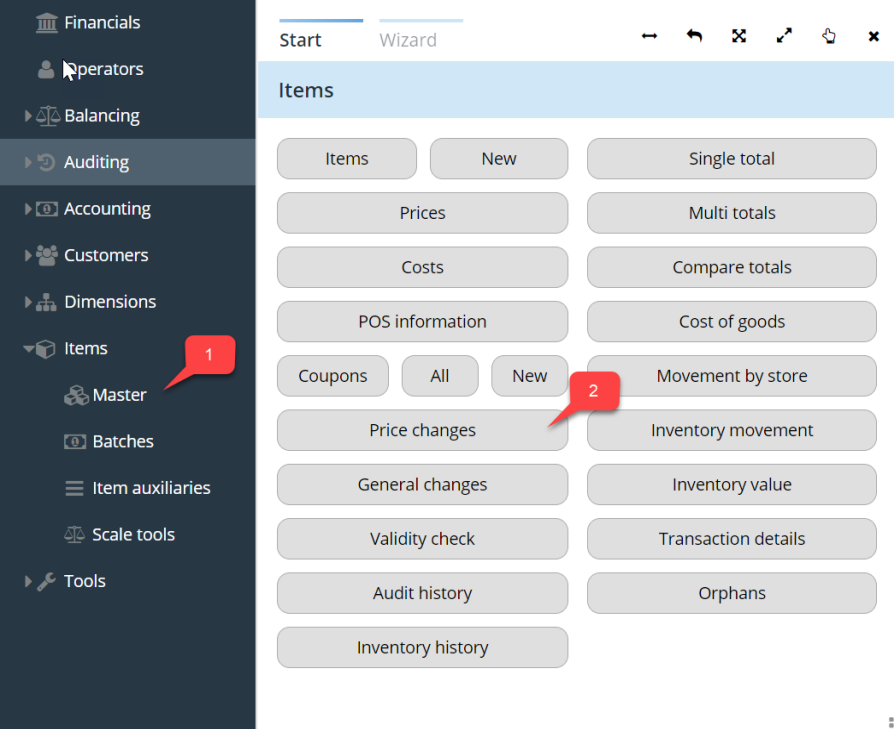 Financials
Operators
Balancing
Auditing
Accounting
Customers
Dimensions
Items
1
Master
Batches
Item auxiliaries
Scale tools
Tools
Start Wizard
Items
Items New Single total
Prices Multi totals
Costs Compare totals
POS information Cost of goods
Coupons All New Movement by store
2
Price changes Inventory movement
General changes Inventory value
Validity check Transaction details
Audit history Orphans
Inventory history